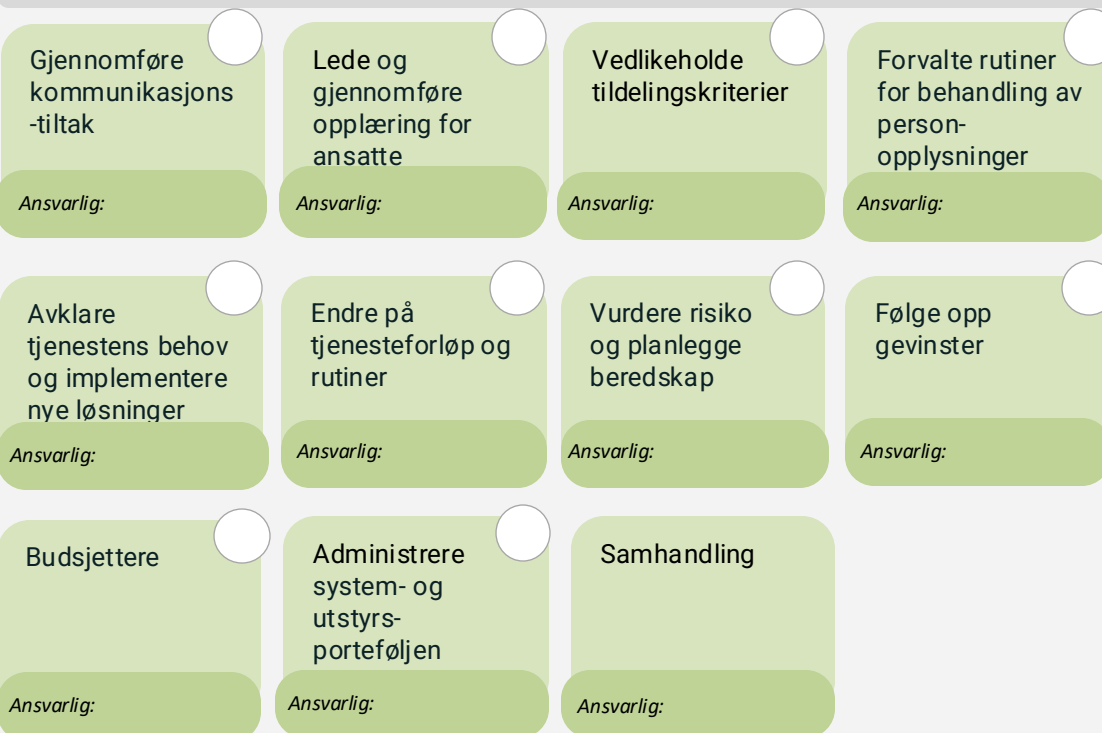 Gjennomføre
kommunikasjons
-tiltak
Ansvarlig:
Lede og
gjennomføre
opplæring for
ansatte
Ansvarlig:
Vedlikeholde
tildelingskriterier
Ansvarlig:
Forvalte rutiner
for behandling av
person-
opplysninger
Ansvarlig:
Avklare
tjenestens behov
og implementere
nye løsninger
Ansvarlig:
Endre på
tjenesteforløp og
rutiner
Ansvarlig:
Vurdere risiko
og planlegge
beredskap
Ansvarlig:
Følge opp
gevinster
Ansvarlig:
Budsjettere
Ansvarlig:
Administrere
system- og
utstyrs-
porteføljen
Ansvarlig:
Samhandling
Ansvarlig: